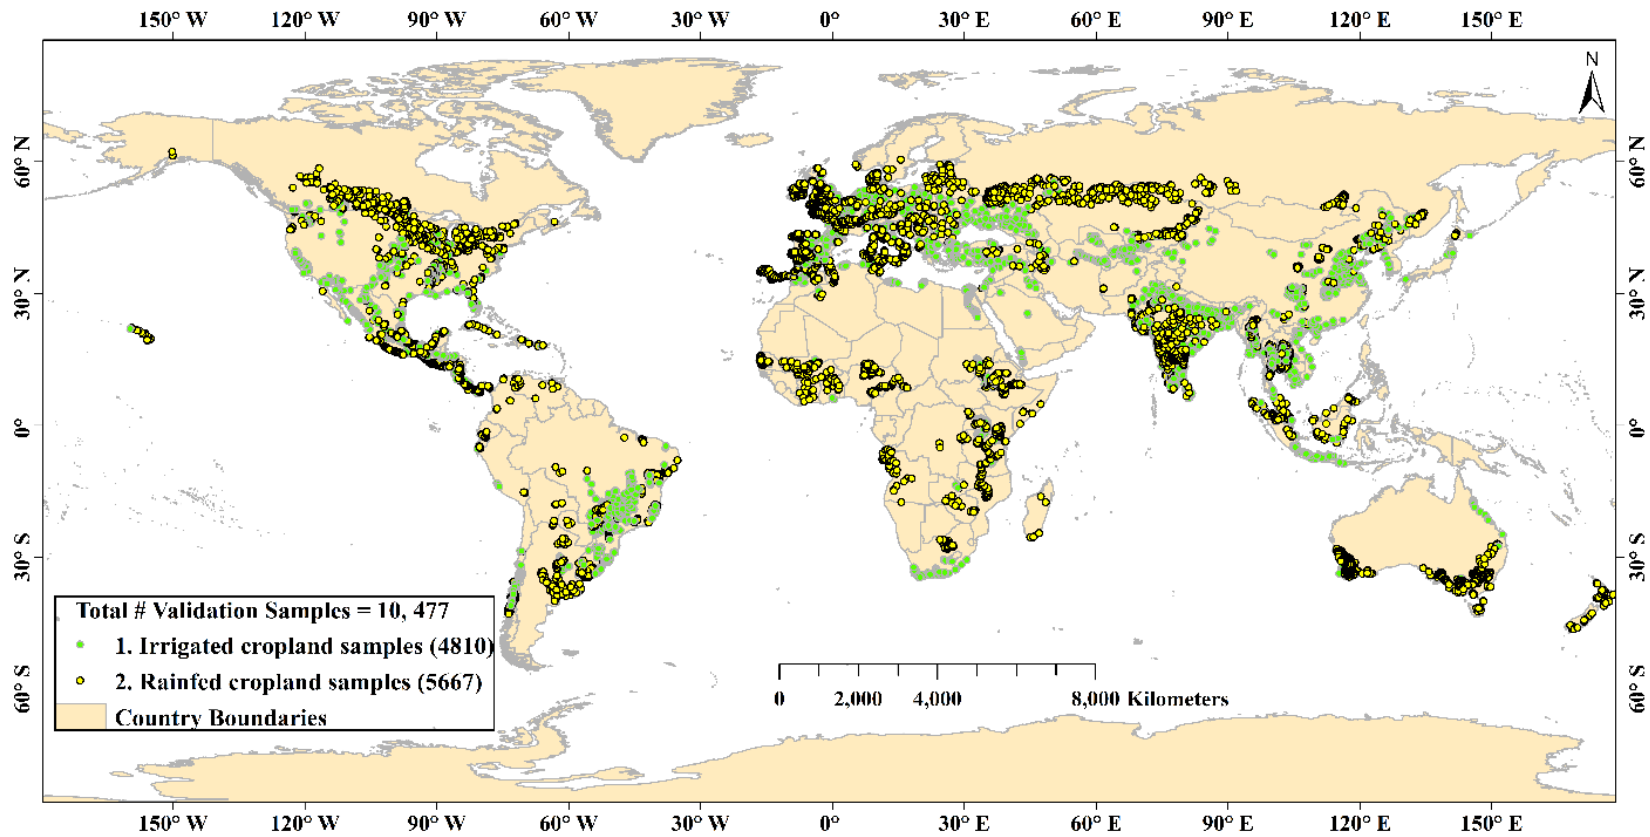 150° W 120° W 90° W 60° W 30° W 0° 30° E 60° E 90° E 120° E 150° E
N
60° N 60° N
30° N 30° N
0° 0°
30° S 30° S
60° S 60° S
Total # Validation Samples = 10, 477
1. Irrigated cropland samples (4810)
2. Rainfed cropland samples (5667)
Country Boundaries
0 2,000 4,000 8,000 Kilometers
150° W 120° W 90° W 60° W 30° W 0° 30° E 60° E 90° E 120° E 150° E